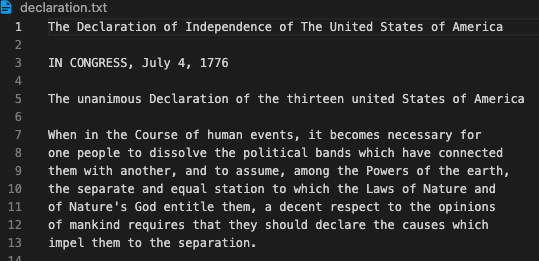 declaration.txt
1 The Declaration of Independence of The United States of America
2
3 IN CONGRESS, July 4, 1776
4
5 The unanimous Declaration of the thirteen united States of America
6
7 When in the Course of human events, it becomes necessary for
8 one people to dissolve the political bands which have connected
9 them with another, and to assume, among the Powers of the earth,
10 the separate and equal station to which the Laws of Nature and
11 of Nature's God entitle them, a decent respect to the opinions
12 of mankind requires that they should declare the causes which
13 impel them to the separation.
14